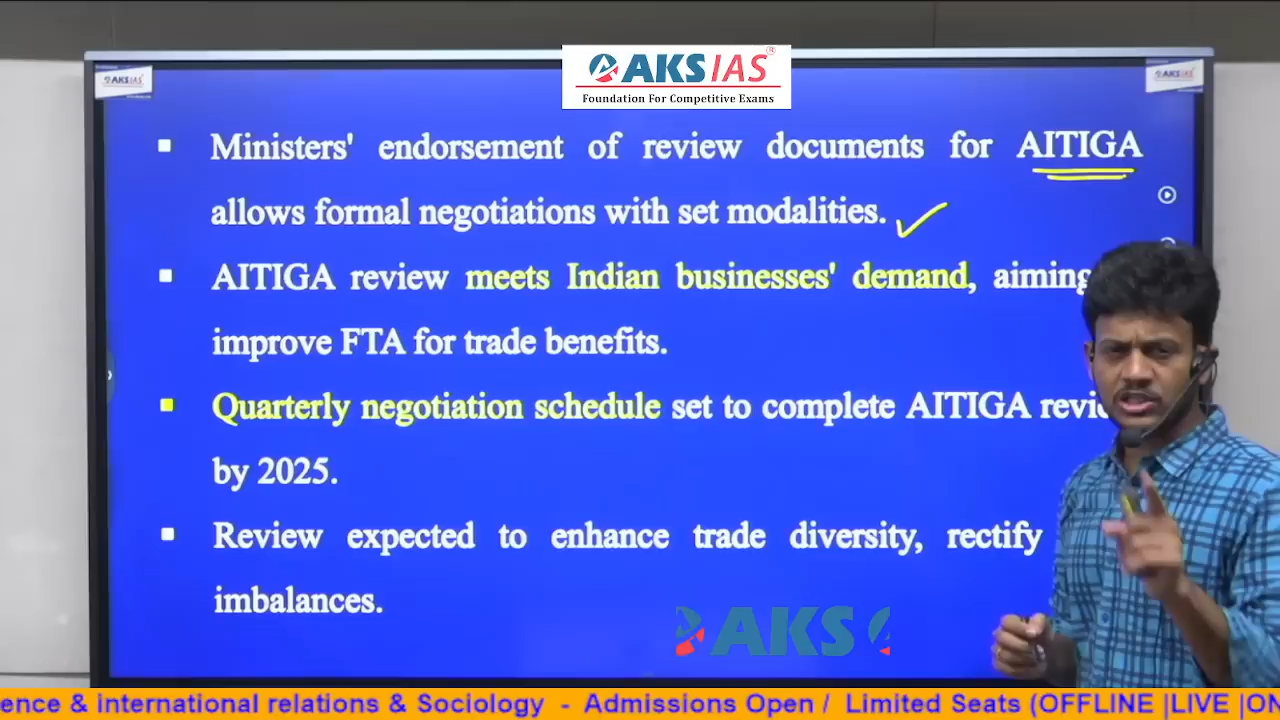 AKS IAS®
Foundation For Competitive Exams
AKSIAS
AKSIAS
Ministers' endorsement of review documents for AITIGA
allows formal negotiations with set modalities.
AITIGA review meets Indian businesses' demand, aiming
improve FTA for trade benefits.
Quarterly negotiation schedule set to complete AITIGA
by 2025.
Review expected to enhance trade diversity, rectify
imbalances.
AKS
ence & international relations & Sociology - Admissions Open / Limited Seats (OFFLINE |LIVE |ON